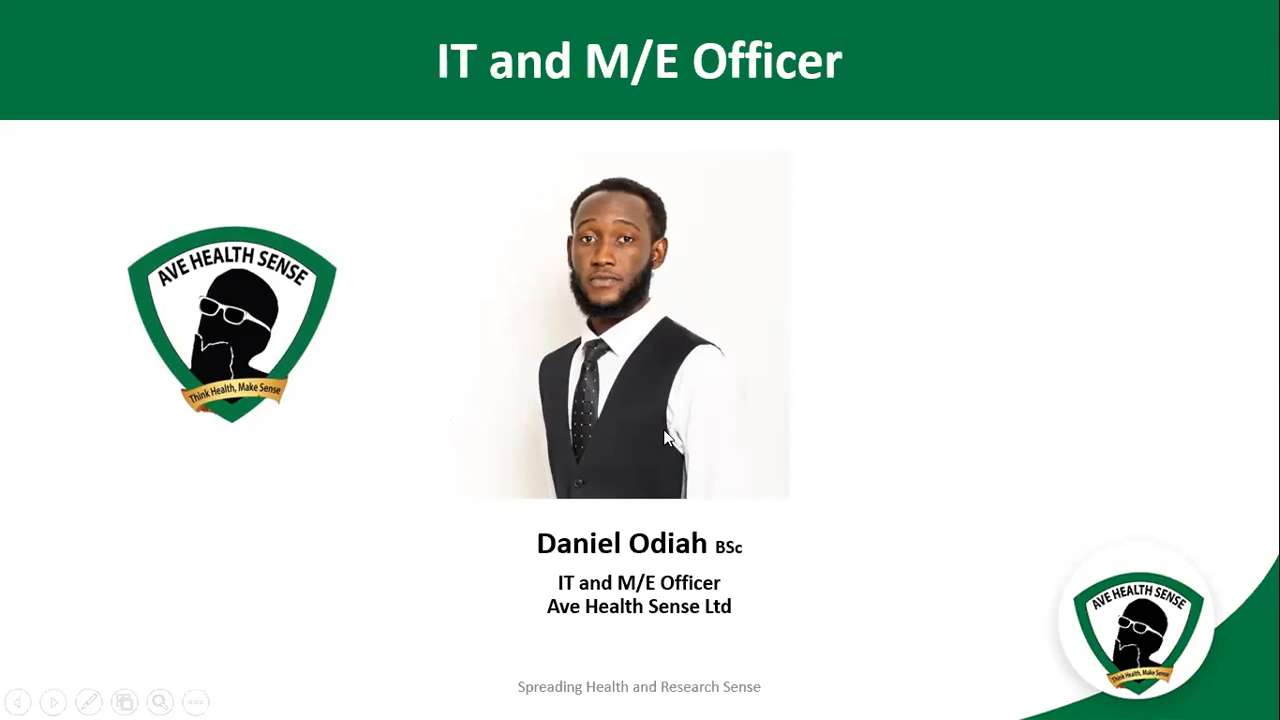 IT and M/E Officer
AVE HEALTH SENSE
Think Health, Make Sense
Daniel Odiah BSc
IT and M/E Officer
Ave Health Sense Ltd
AVE HEALTH SENSE
Think Health, Make Sense
Spreading Health and Research Sense